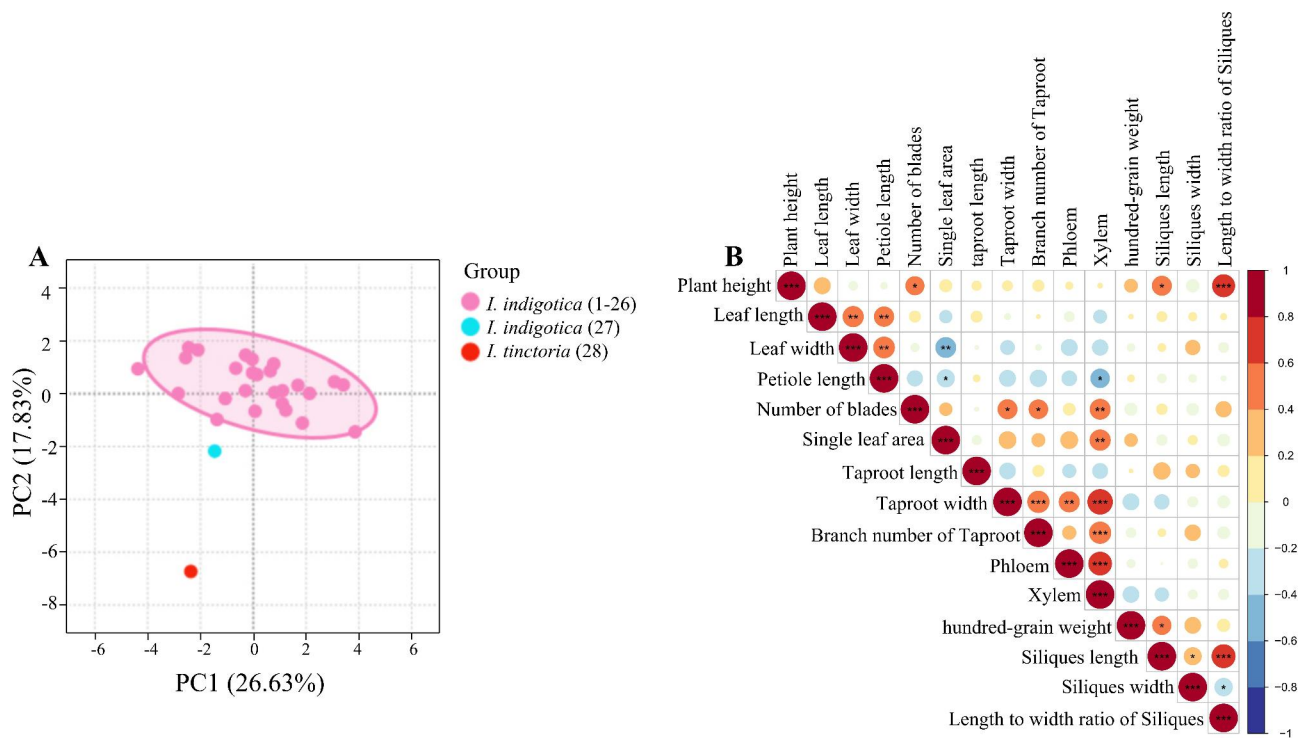 A
PC2 (17.83%)
4
2
0
-2
-4
-6
-8
-6
-4
-2
0
2
4
6
PC1 (26.63%)
Group
I. indigotica (1-26)
I. indigotica (27)
I. tinctoria (28)
B
Plant height
Leaf length
Leaf width
Petiole length
Number of blades
Single leaf area
taproot length
Taproot width
Branch number of Taproot
Phloem
Xylem
hundred-grain weight
Siliques length
Siliques width
Length to width ratio of Siliques
Plant height *** * * ***
Leaf length *** ** **
Leaf width *** ** **
Petiole length *** * *
Number of blades *** * * **
Single leaf area *** **
Taproot length ***
Taproot width *** *** ** ***
Branch number of Taproot *** ***
Phloem *** ***
Xylem ***
hundred-grain weight *** *
Siliques length *** * ***
Siliques width *** *
Length to width ratio of Siliques ***
1
0.8
0.6
0.4
0.2
0
−0.2
−0.4
−0.6
−0.8
−1